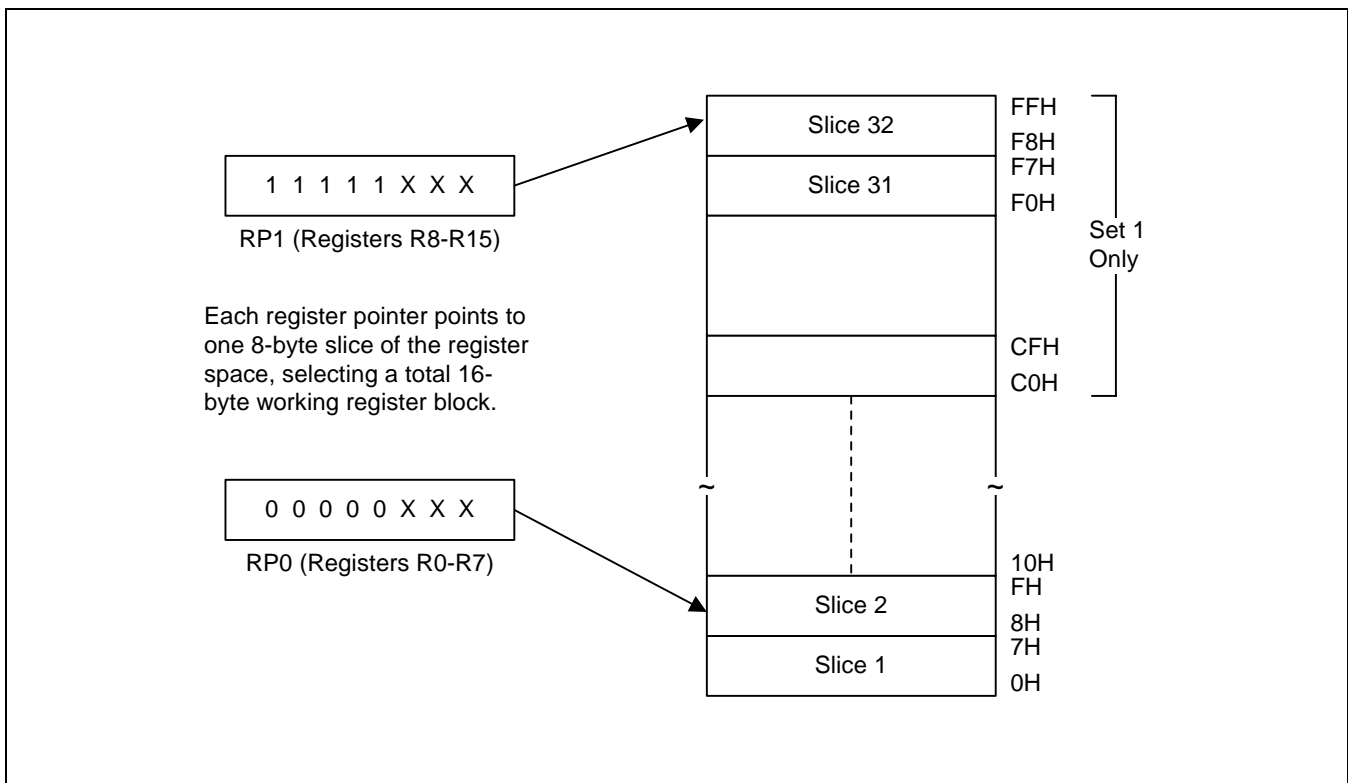 1 1 1 1 1 X X X
RP1 (Registers R8-R15)
Each register pointer points to
one 8-byte slice of the register
space, selecting a total 16-
byte working register block.
0 0 0 0 0 X X X
RP0 (Registers R0-R7)
Slice 32
Slice 31
~
~
Slice 2
Slice 1
FFH
F8H
F7H
F0H
CFH
C0H
10H
FH
8H
7H
0H
Set 1
Only